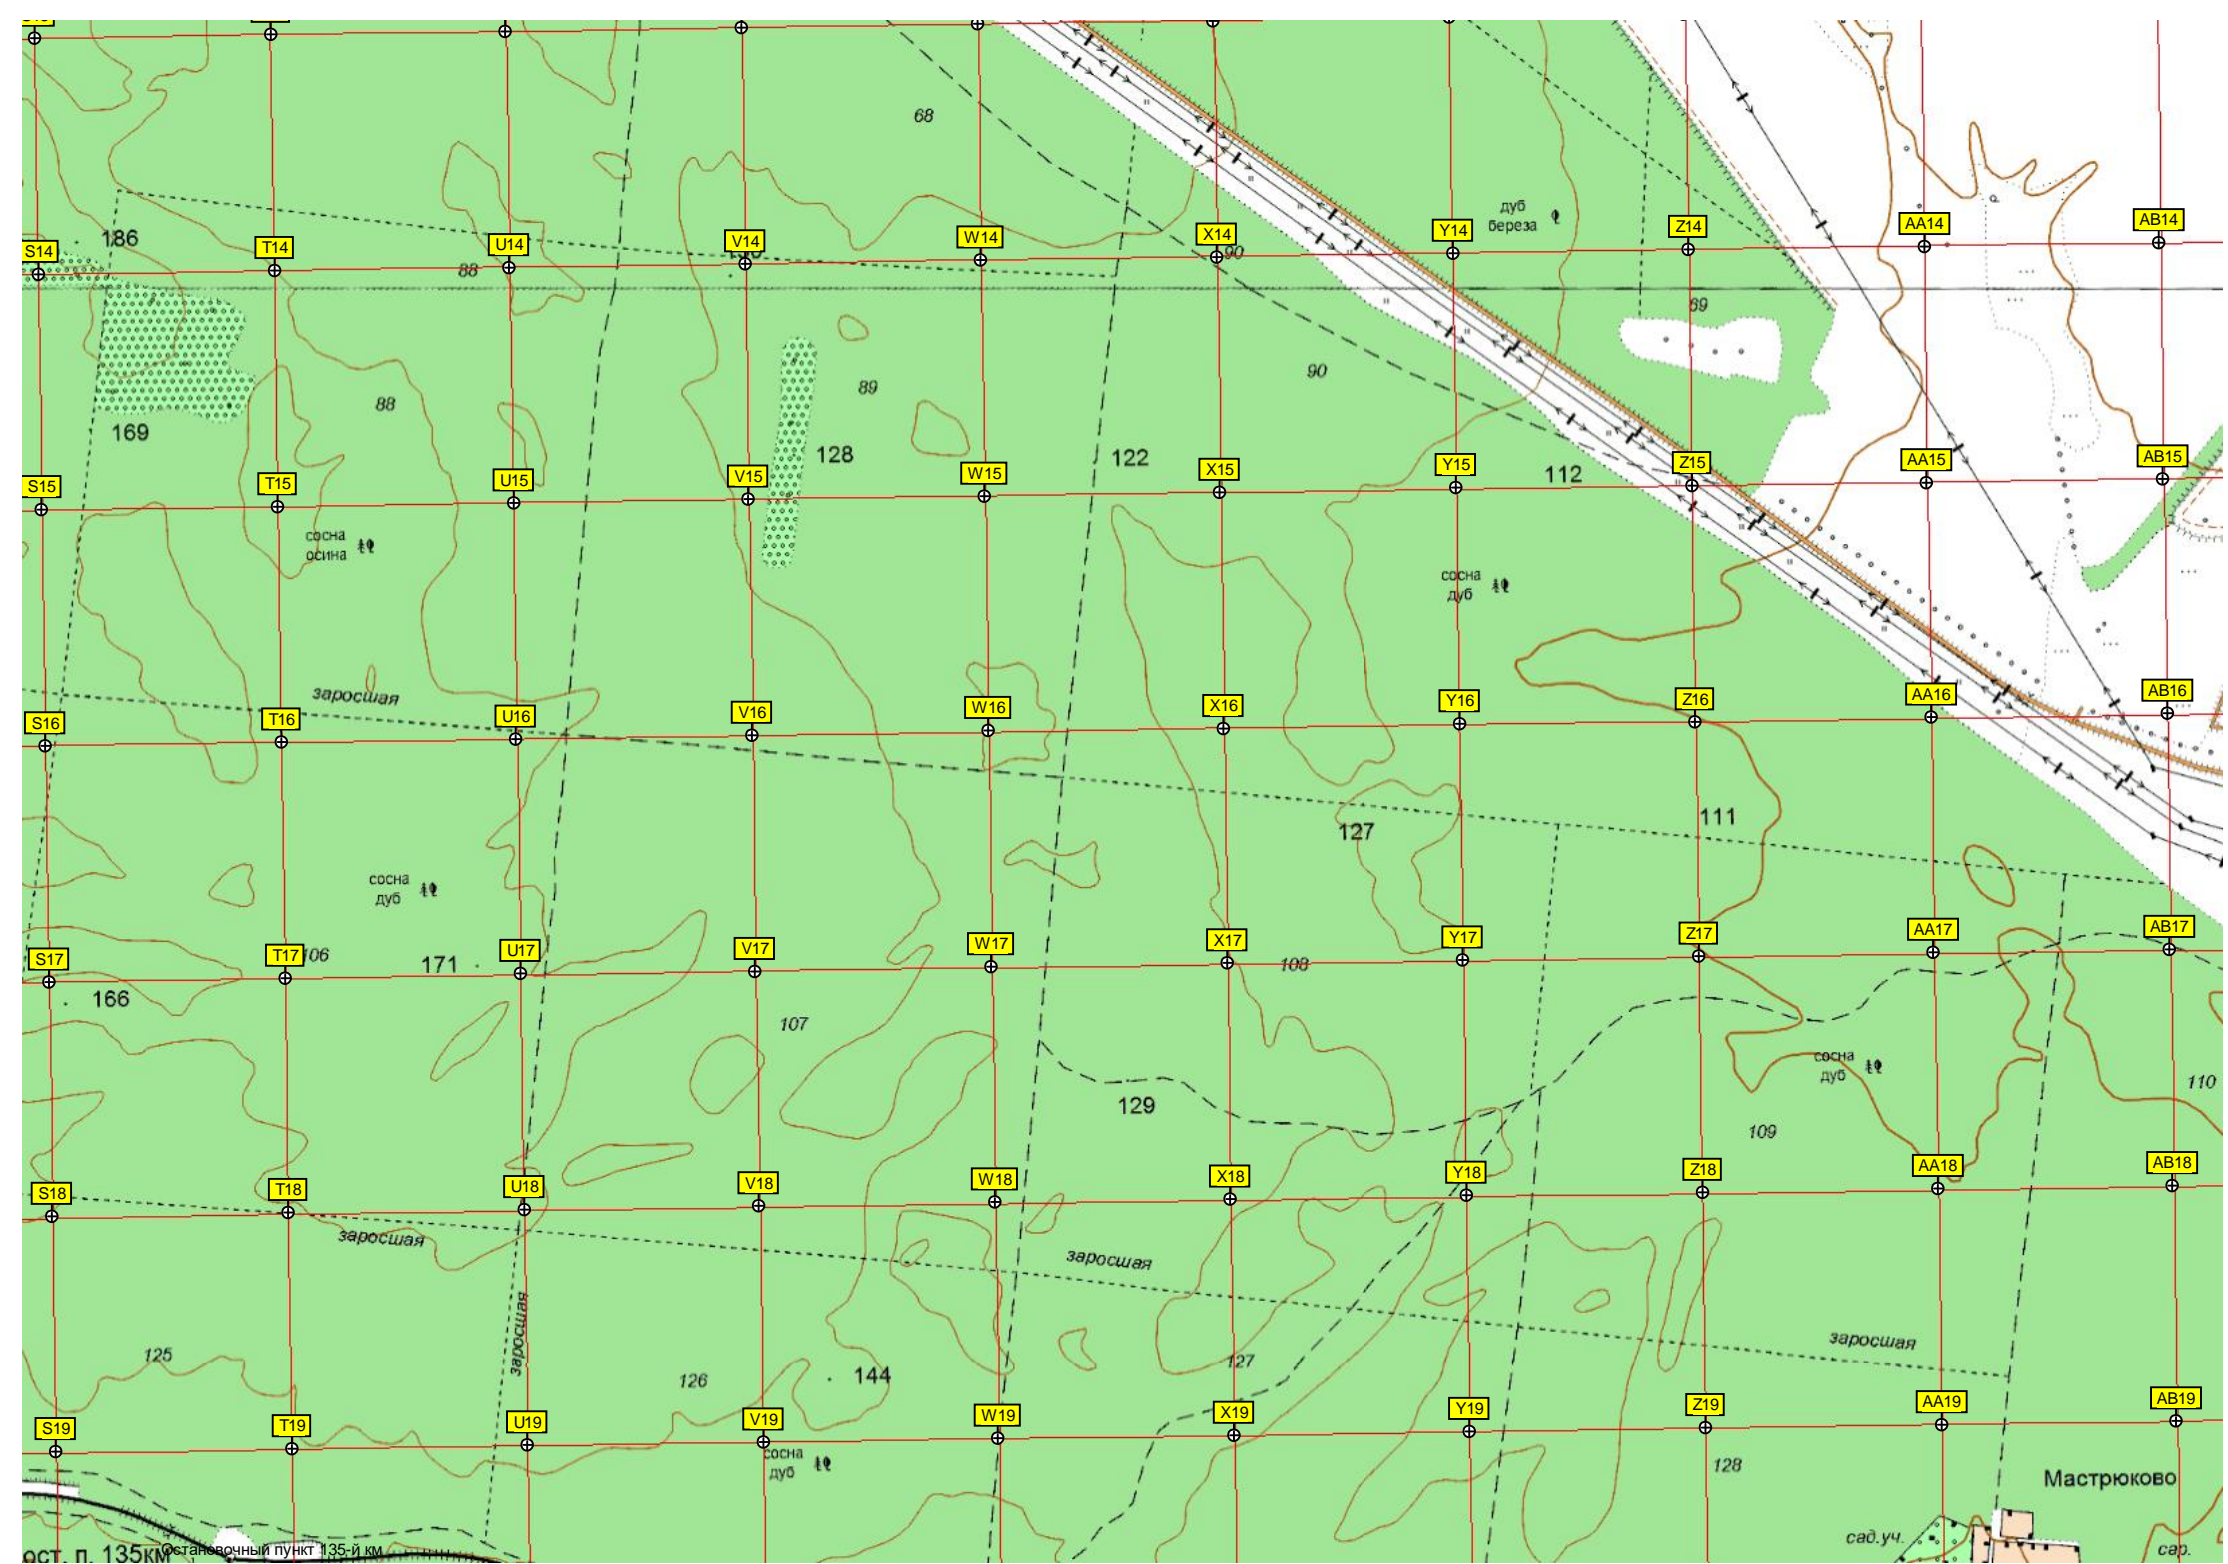 68
дуб
береза
186
S14
T14
U14
V14
W14
X14
Y14
Z14
AA14
AB14
88
90
69
88
89
90
169
128
122
112
S15
T15
U15
V15
W15
X15
Y15
Z15
AA15
AB15
сосна
осина
сосна
дуб
заросшая
S16
T16
U16
V16
W16
X16
Y16
Z16
AA16
AB16
127
111
сосна
дуб
S17
T17
U17
V17
W17
X17
Y17
Z17
AA17
AB17
106
171
108
166
107
129
сосна
дуб
110
109
S18
T18
U18
V18
W18
X18
Y18
Z18
AA18
AB18
заросшая
заросшая
заросшая
заросшая
125
126
144
127
S19
T19
U19
V19
W19
X19
Y19
Z19
AA19
AB19
сосна
дуб
128
Мастрюково
сад.уч.
сар.
ост. п. 135км
Остановочный пункт 135-й км